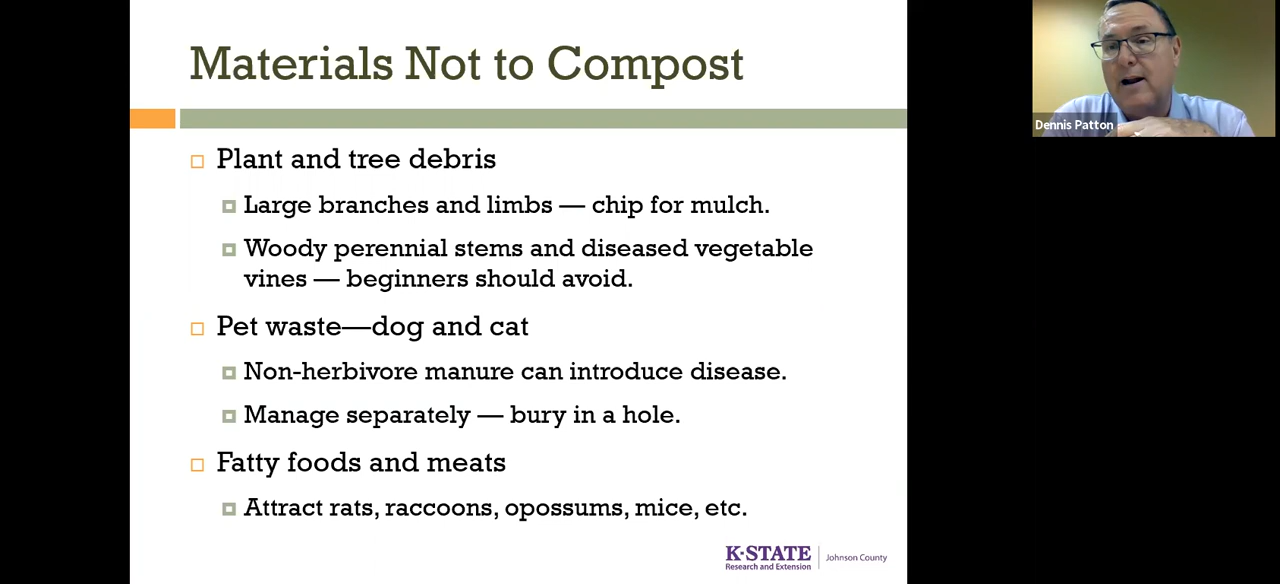 Materials Not to Compost
Plant and tree debris
Large branches and limbs — chip for mulch.
Woody perennial stems and diseased vegetable
vines — beginners should avoid.
Pet waste—dog and cat
Non-herbivore manure can introduce disease.
Manage separately — bury in a hole.
Fatty foods and meats
Attract rats, raccoons, opossums, mice, etc.
K-STATE
Research and Extension
Johnson County
Dennis Patton